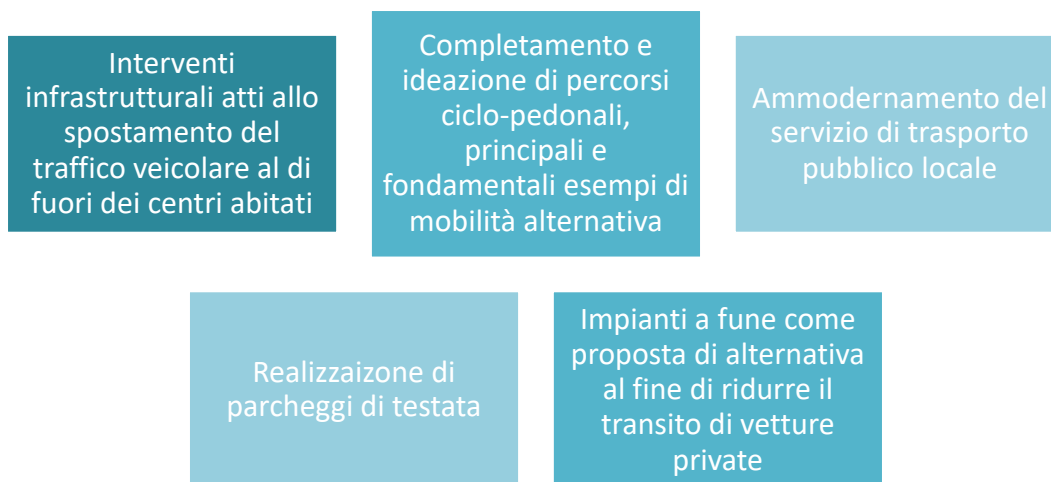 Interventi
infrastrutturali atti allo
spostamento del
traffico veicolare al di
fuori dei centri abitati
Completamento e
ideazione di percorsi
ciclo-pedonali,
principali e
fondamentali esempi di
mobilità alternativa
Ammodernamento del
servizio di trasporto
pubblico locale
Realizzaizone di
parcheggi di testata
Impianti a fune come
proposta di alternativa
al fine di ridurre il
transito di vetture
private